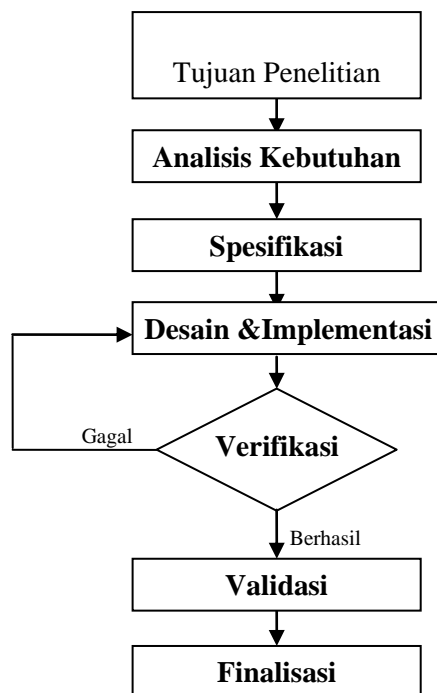 Tujuan Penelitian
Analisis Kebutuhan
Spesifikasi
Desain &Implementasi
Verifikasi
Gagal
Berhasil
Validasi
Finalisasi